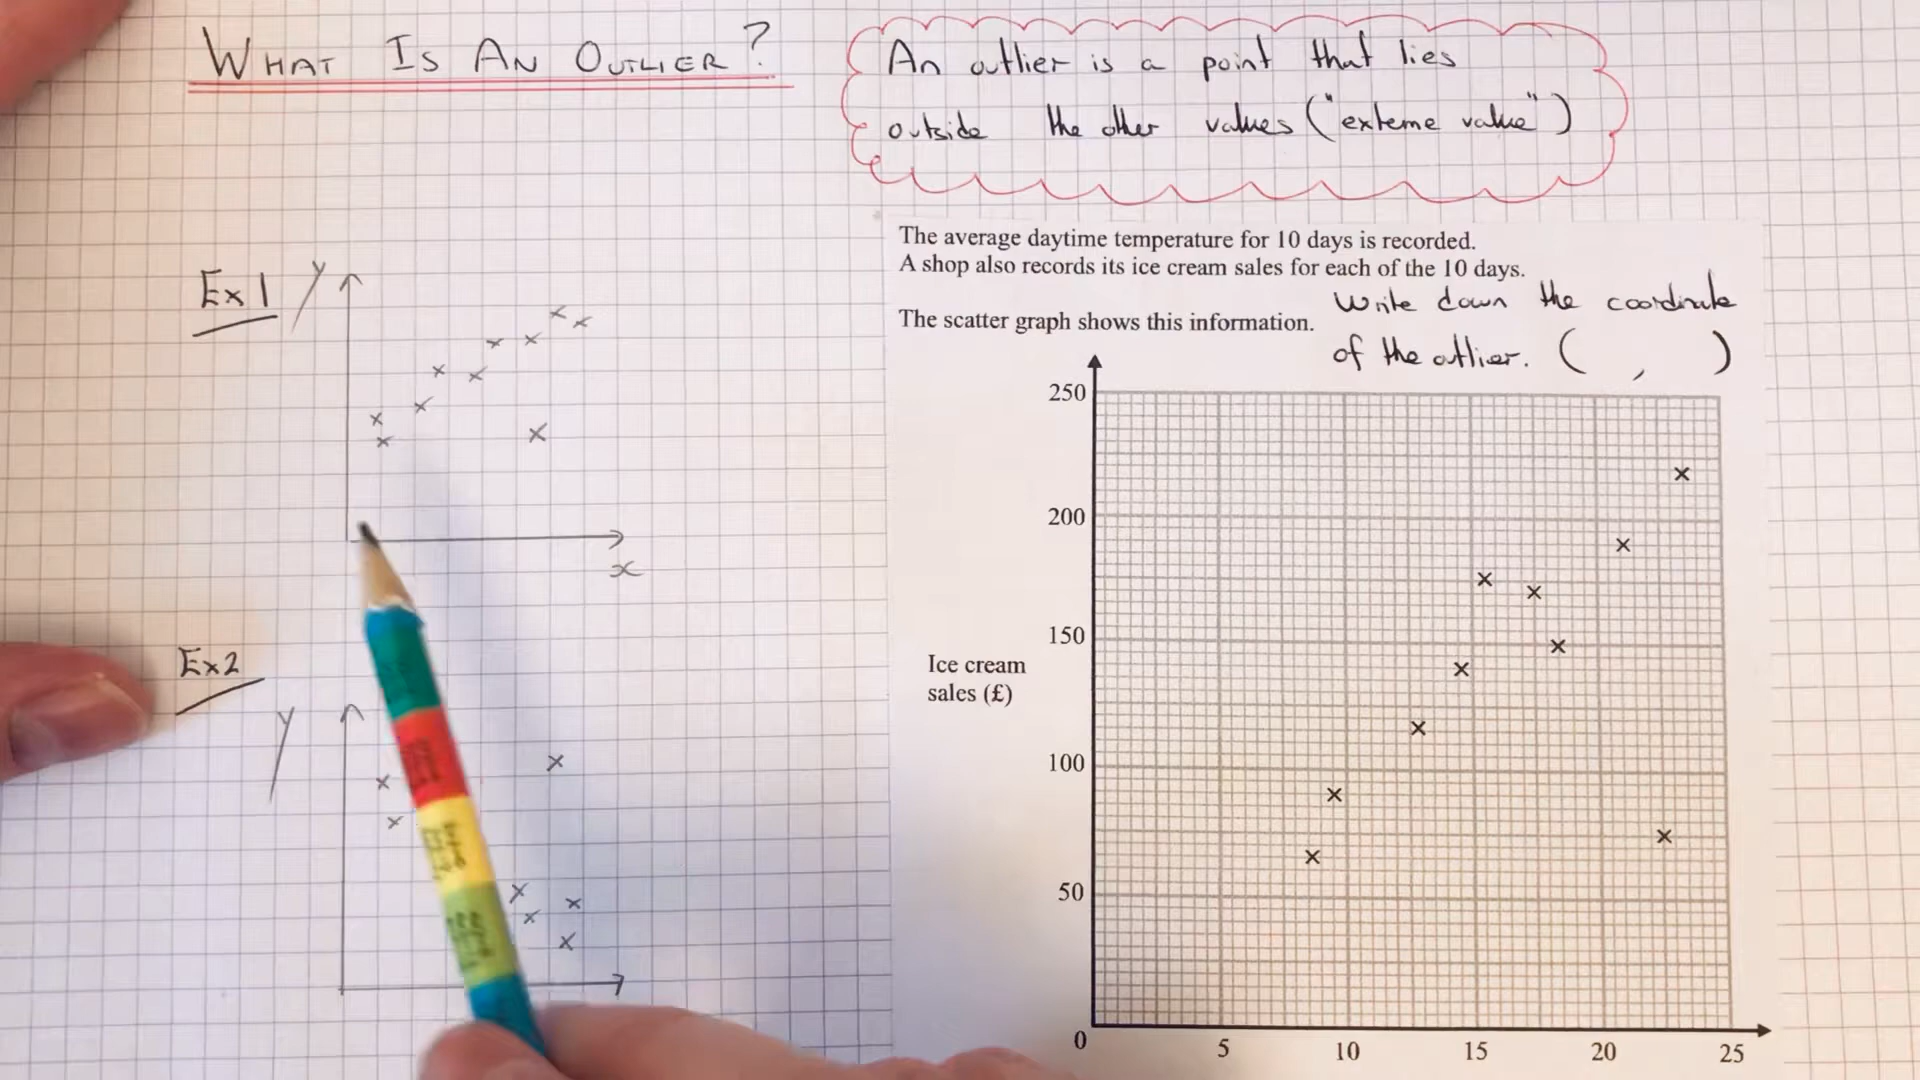 WHAT IS AN OUTLIER?
An outlier is a point that lies
outside the other values ("exteme value")
Ex 1
y
x
Ex2
y
The average daytime temperature for 10 days is recorded.
A shop also records its ice cream sales for each of the 10 days.
The scatter graph shows this information.
Write down the coordinate
of the outlier. ( , )
250
200
150
Ice cream
sales (£)
100
50
0
5 10 15 20 25